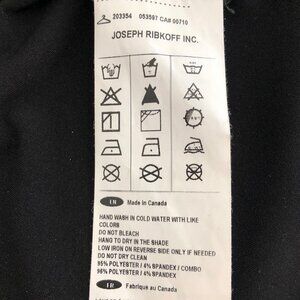 203354 053597 CA# 00710
JOSEPH RIBKOFF INC.
EN Made in Canada
HAND WASH IN COLD WATER WITH LIKE
COLORS
DO NOT BLEACH
HANG TO DRY IN THE SHADE
LOW IRON ON REVERSE SIDE ONLY IF NEEDED
DO NOT DRY CLEAN
95% POLYESTER / 4% SPANDEX / COMBO
96% POLYESTER / 4% SPANDEX
FR Fabriqué au Canada